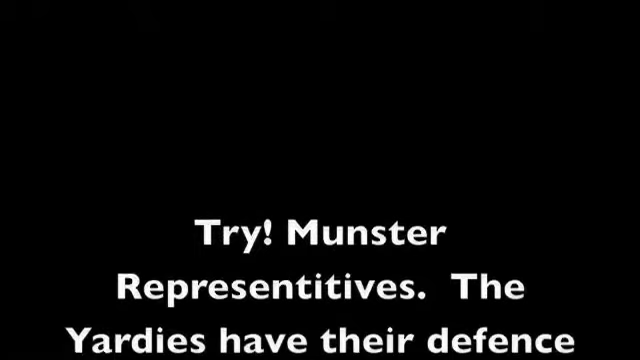 Try! Munster
Representitives.  The
Yardies have their defence